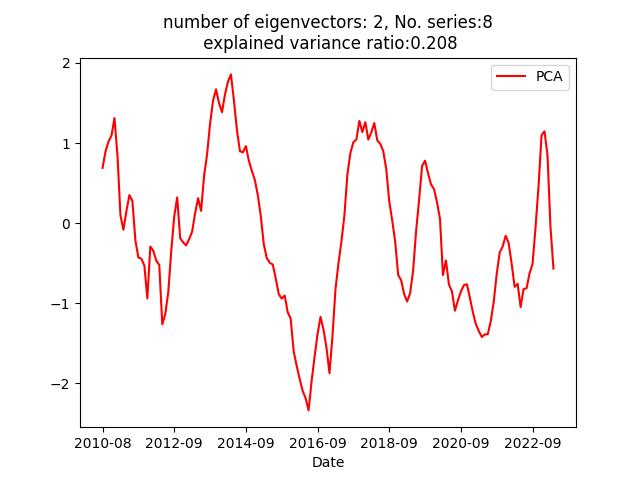 number of eigenvectors: 2, No. series:8
explained variance ratio:0.208
PCA
2
1
0
−1
−2
2010-08 2012-09 2014-09 2016-09 2018-09 2020-09 2022-09
Date